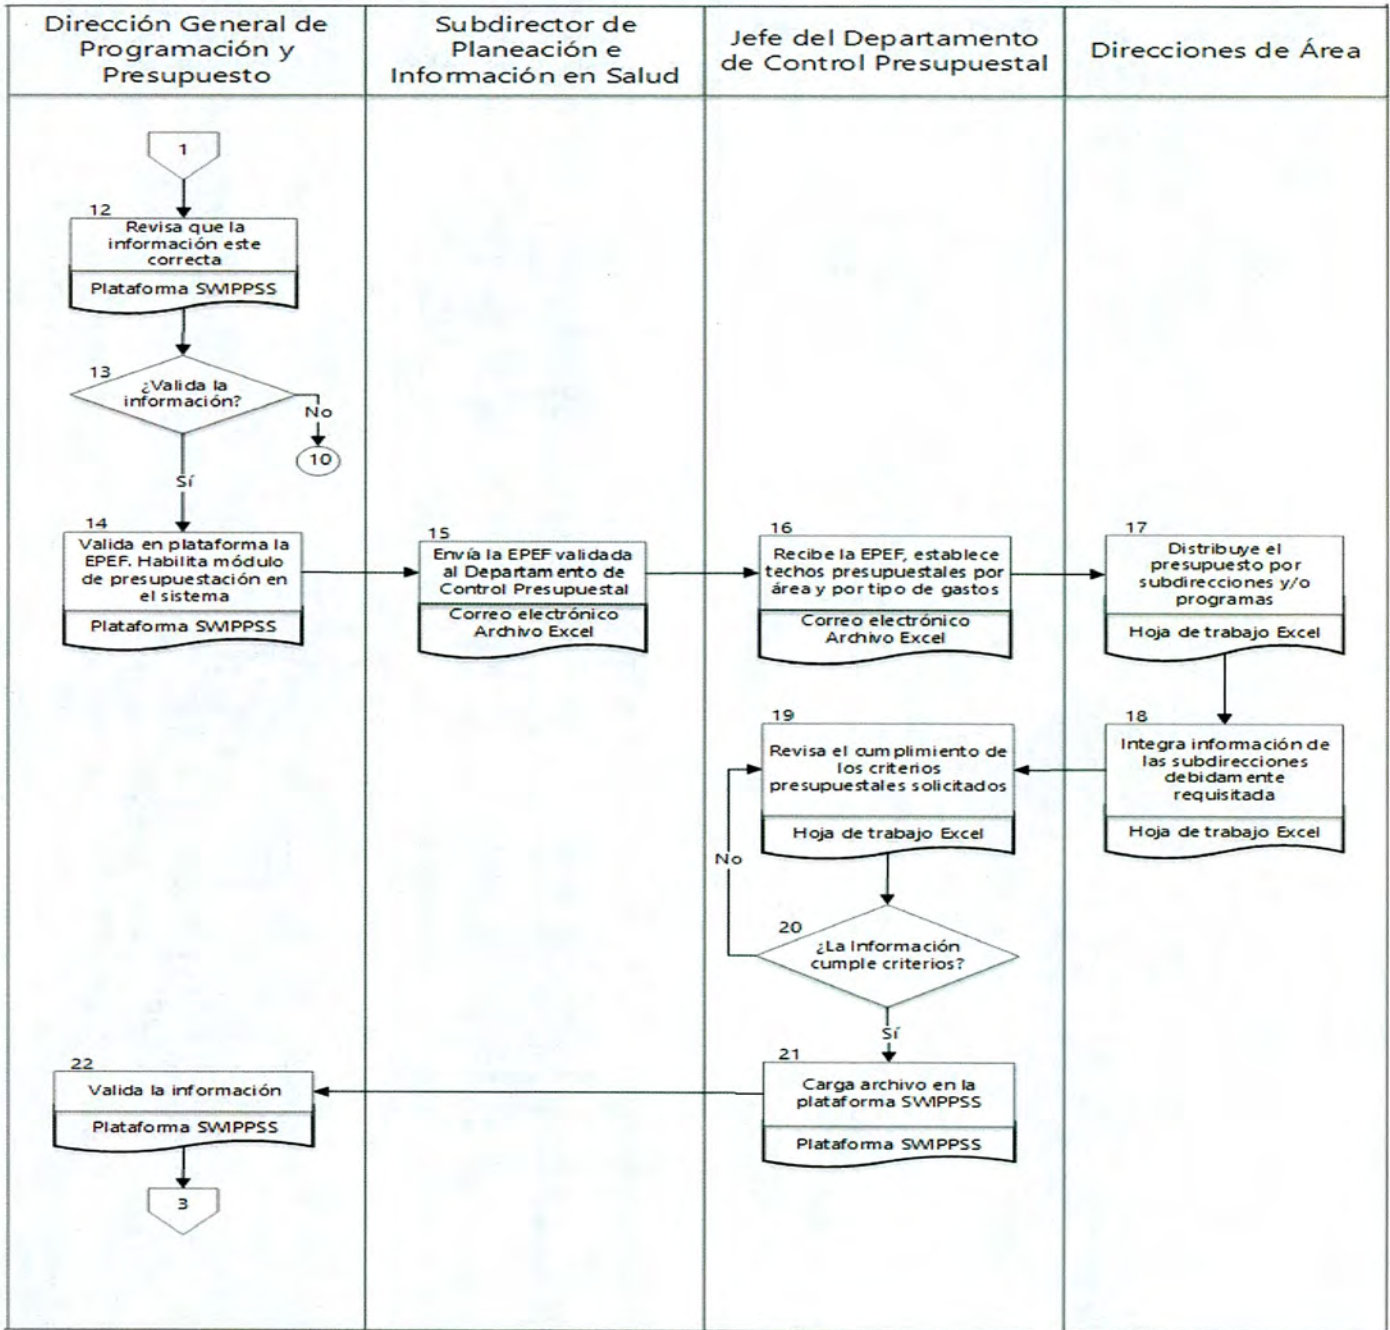 Dirección General de
Programación y
Presupuesto
Subdirector de
Planeación e
Información en Salud
Jefe del Departamento
de Control Presupuestal
Direcciones de Área
1
12
Revisa que la
información este
correcta
Plataforma SWIPPSS
13
¿Valida la
información?
No
10
Sí
14
Valida en plataforma la
EPEF. Habilita módulo
de presupuestación en
el sistema
Plataforma SWIPPSS
15
Envía la EPEF validada
al Departamento de
Control Presupuestal
Correo electrónico
Archivo Excel
16
Recibe la EPEF, establece
techos presupuestales por
área y por tipo de gastos
Correo electrónico
Archivo Excel
17
Distribuye el
presupuesto por
subdirecciones y/o
programas
Hoja de trabajo Excel
18
Integra información de
las subdirecciones
debidamente
requisitada
Hoja de trabajo Excel
19
Revisa el cumplimiento de
los criterios
presupuestales solicitados
Hoja de trabajo Excel
No
20
¿La Información
cumple criterios?
Sí
21
Carga archivo en la
plataforma SWIPPSS
Plataforma SWIPPSS
22
Valida la información
Plataforma SWIPPSS
3